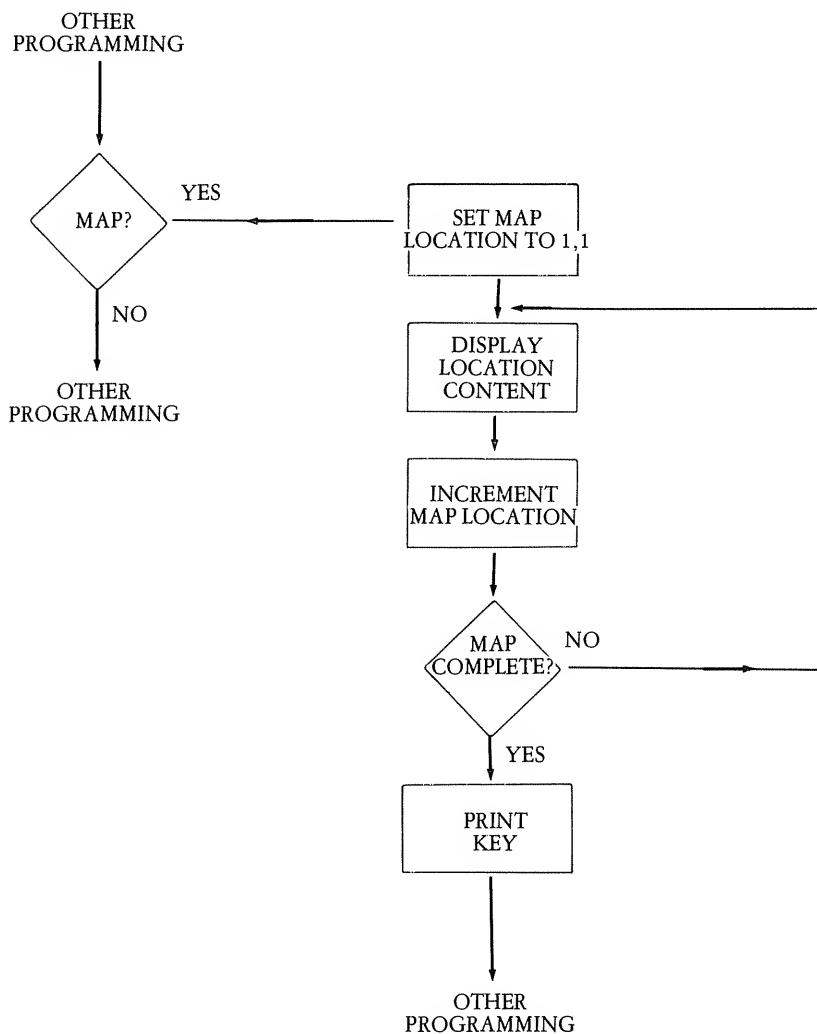 OTHER
PROGRAMMING
MAP?
YES
NO
OTHER
PROGRAMMING
SET MAP
LOCATION TO 1,1
DISPLAY
LOCATION
CONTENT
INCREMENT
MAP LOCATION
MAP
COMPLETE?
NO
YES
PRINT
KEY
OTHER
PROGRAMMING